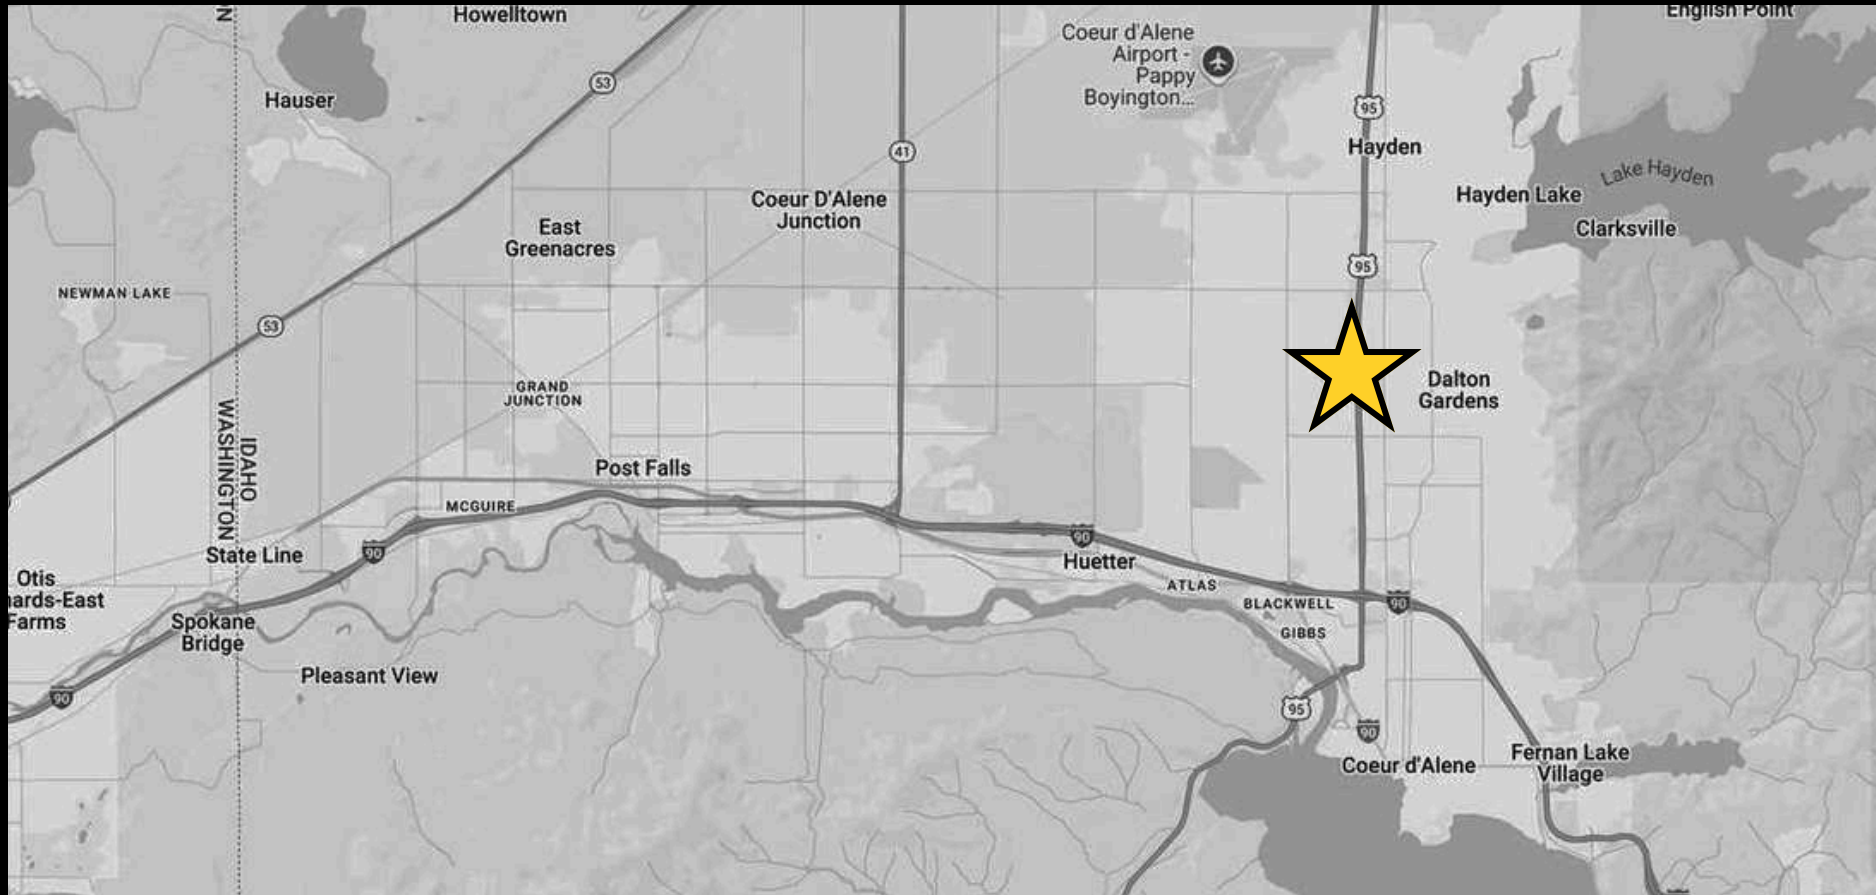 N
Howelltown
English Point
Coeur d'Alene
Airport -
Pappy
Boyington...
53
Hauser
95
Hayden
41
Lake Hayden
Hayden Lake
Coeur D'Alene
Junction
East
Greenacres
Clarksville
95
NEWMAN LAKE
53
GRAND
JUNCTION
Dalton
Gardens
WASHINGTON
IDAHO
Post Falls
MCGUIRE
90
State Line
90
Huetter
Otis
ards-East
Farms
ATLAS
90
BLACKWELL
Spokane
Bridge
GIBBS
Pleasant View
90
95
90
Coeur d'Alene
Fernan Lake
Village